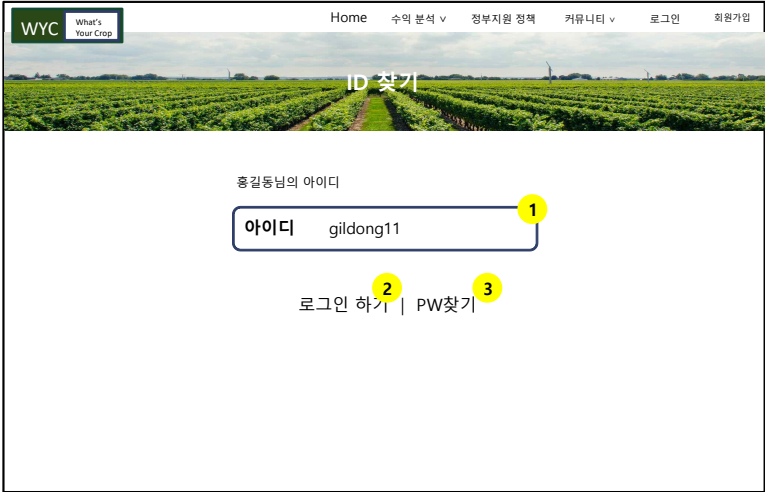 WYC What's Your Crop
Home 수익 분석 ∨ 정부지원 정책 커뮤니티 ∨ 로그인 회원가입
ID 찾기
홍길동님의 아이디
1
아이디 gildong11
2 3
로그인 하기 | PW찾기